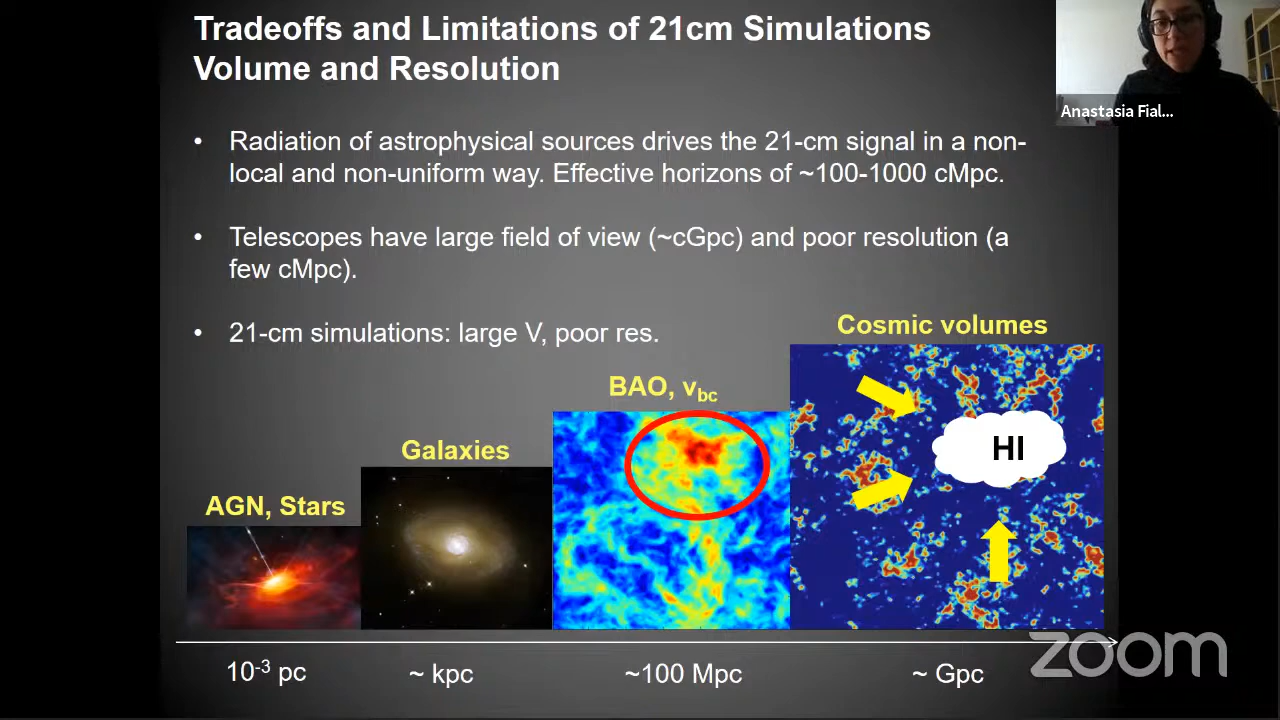 Tradeoffs and Limitations of 21cm Simulations
Volume and Resolution
Anastasia Fial...
• Radiation of astrophysical sources drives the 21-cm signal in a non-
local and non-uniform way. Effective horizons of ~100-1000 cMpc.
• Telescopes have large field of view (~cGpc) and poor resolution (a
few cMpc).
• 21-cm simulations: large V, poor res.
Cosmic volumes
BAO, vbc
Galaxies
AGN, Stars
HI
10-3 pc
~ kpc
~100 Mpc
~ Gpc
zoom